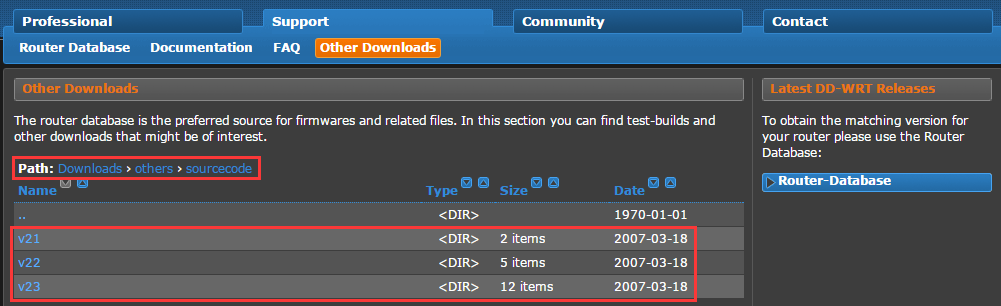 Professional Support Community Contact
Router Database Documentation FAQ Other Downloads
Other Downloads
The router database is the preferred source for firmwares and related files. In this section you can find test-builds and
other downloads that might be of interest.
Path: Downloads › others › sourcecode
Name Type Size Date
.. <DIR> 1970-01-01
v21 <DIR> 2 items 2007-03-18
v22 <DIR> 5 items 2007-03-18
v23 <DIR> 12 items 2007-03-18
Latest DD-WRT Releases
To obtain the matching version for
your router please use the Router
Database:
Router-Database